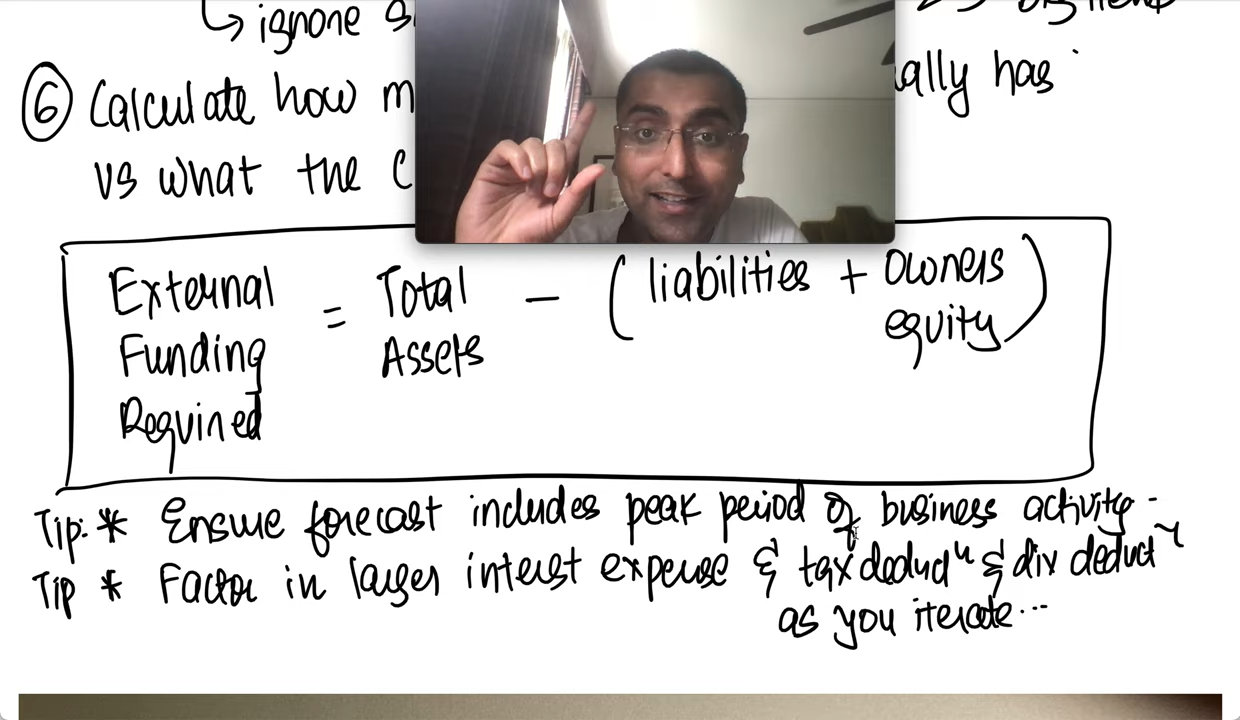 ↳ ignore
⑥ Calculate how ally has
vs what the
External = Total - (liabilities + Owners
Funding Assets equity)
Required
Tip: * Ensure forecast includes peak period of business activity -
Tip * Factor in larger interest expense & tax deductⁿ & div deductⁿ
as you iterate...